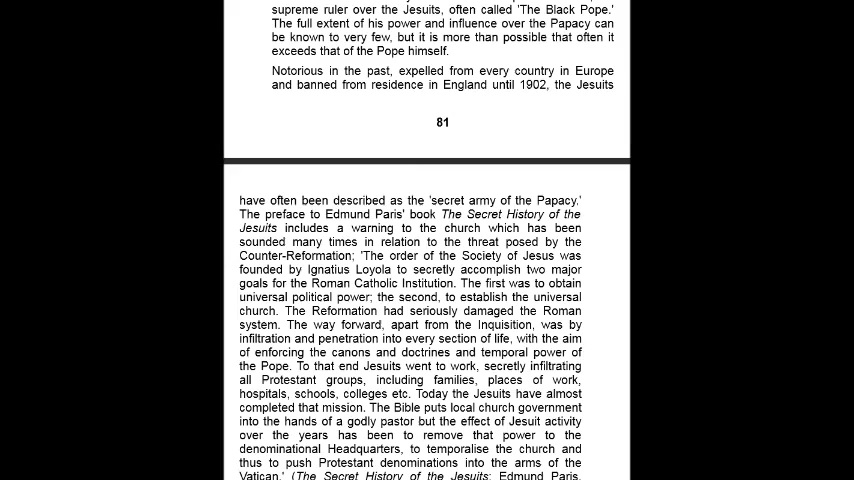 supreme ruler over the Jesuits, often called 'The Black Pope.'
The full extent of his power and influence over the Papacy can
be known to very few, but it is more than possible that often it
exceeds that of the Pope himself.
Notorious in the past, expelled from every country in Europe
and banned from residence in England until 1902, the Jesuits
81
have often been described as the 'secret army of the Papacy.'
The preface to Edmund Paris' book The Secret History of the
Jesuits includes a warning to the church which has been
sounded many times in relation to the threat posed by the
Counter-Reformation; 'The order of the Society of Jesus was
founded by Ignatius Loyola to secretly accomplish two major
goals for the Roman Catholic Institution. The first was to obtain
universal political power; the second, to establish the universal
church. The Reformation had seriously damaged the Roman
system. The way forward, apart from the Inquisition, was by
infiltration and penetration into every section of life, with the aim
of enforcing the canons and doctrines and temporal power of
the Pope. To that end Jesuits went to work, secretly infiltrating
all Protestant groups, including families, places of work,
hospitals, schools, colleges etc. Today the Jesuits have almost
completed that mission. The Bible puts local church government
into the hands of a godly pastor but the effect of Jesuit activity
over the years has been to remove that power to the
denominational Headquarters, to temporalise the church and
thus to push Protestant denominations into the arms of the
Vatican.' (The Secret History of the Jesuits; Edmund Paris,